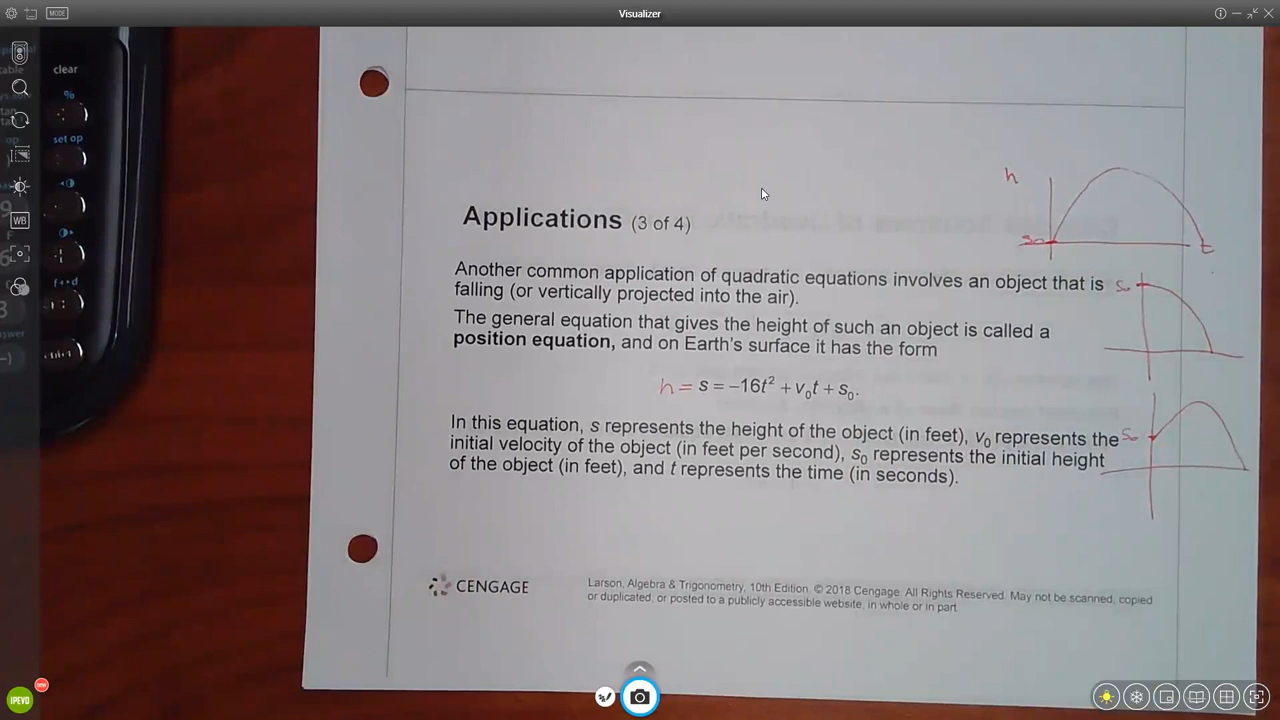 MODE
Visualizer
clear
%
set op
f◄►d
h
s₀
t
Applications (3 of 4)
Another common application of quadratic equations involves an object that is
falling (or vertically projected into the air).
s₀
The general equation that gives the height of such an object is called a
position equation, and on Earth's surface it has the form
h = s = −16t² + v₀t + s₀.
In this equation, s represents the height of the object (in feet), v₀ represents the
s₀
initial velocity of the object (in feet per second), s₀ represents the initial height
of the object (in feet), and t represents the time (in seconds).
CENGAGE
Larson, Algebra & Trigonometry, 10th Edition. © 2018 Cengage. All Rights Reserved. May not be scanned, copied
or duplicated, or posted to a publicly accessible website, in whole or in part.
WB
IPEVO
new